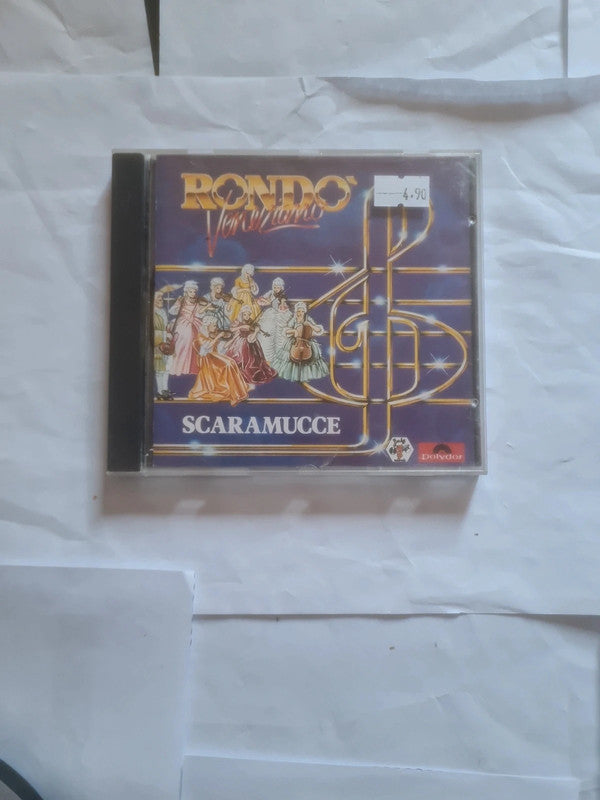 RONDO`
Veneziano
4.90
SCARAMUCCE
polydor